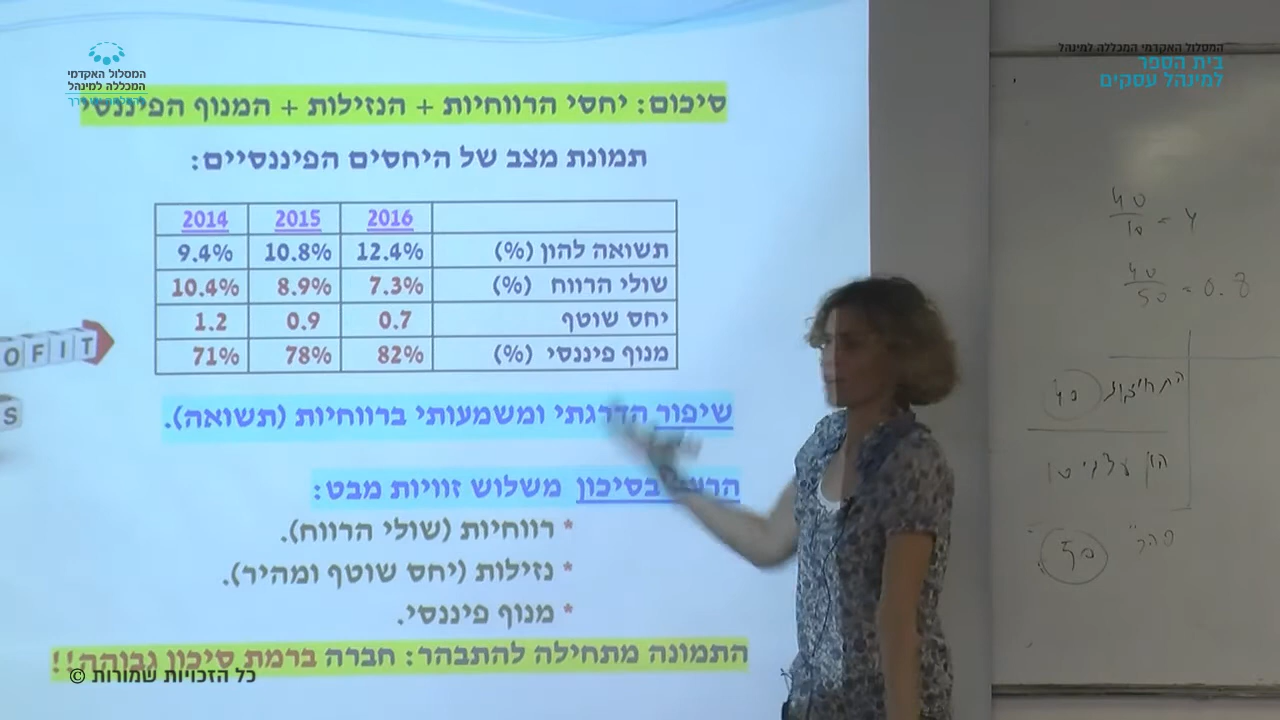 המסלול האקדמי
המכללה למינהל
המסלול האקדמי המכללה למינהל
בית הספר
למינהל עסקים
סיכום: יחסי הרווחיות + הנזילות + המנוף הפיננסי
תמונת מצב של היחסים הפיננסיים:
2016 2015 2014
תשואה להון (%) 12.4% 10.8% 9.4%
שולי הרווח (%) 7.3% 8.9% 10.4%
יחס שוטף 0.7 0.9 1.2
מנוף פיננסי (%) 82% 78% 71%
OFIT
S
שיפור הדרגתי ומשמעותי ברווחיות (תשואה).
בסיכון משלוש זוויות מבט:
* רווחיות (שולי הרווח).
* נזילות (יחס שוטף ומהיר).
* מנוף פיננסי.
התמונה מתחילה להתבהר: חברה ברמת סיכון גבוהה!!
כל הזכויות שמורות ©
40/10 = 4
40/50 = 0.8
התחייבות 40
הון עצמי 10
50